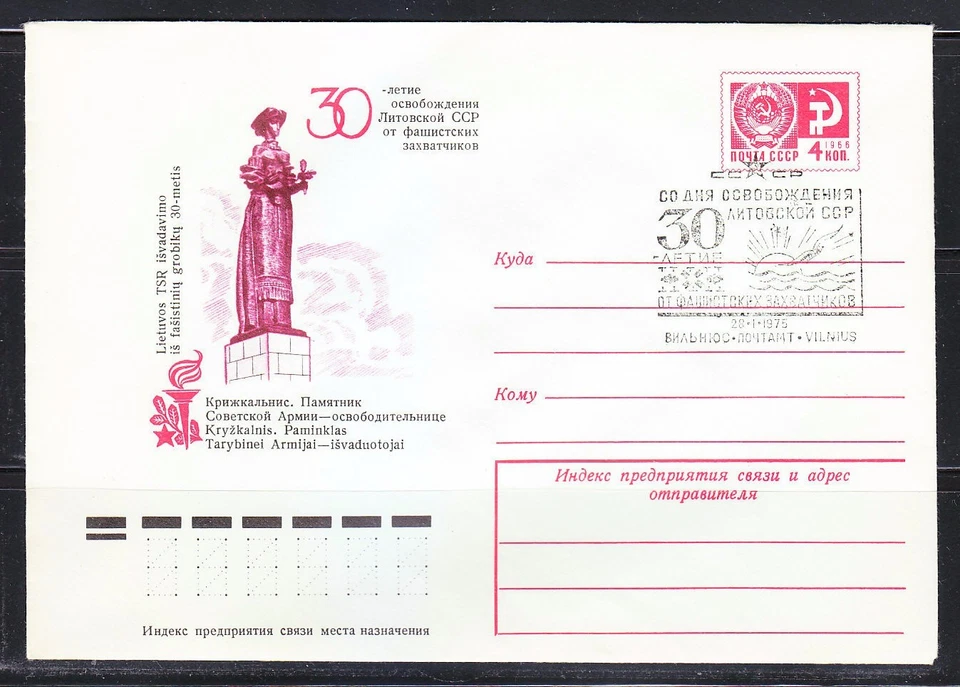 30
-летие
освобождения
Литовской ССР
от фашистских
захватчиков
Lietuvos TSR išvadavimo
iš fašistinių grobikų 30-metis
Крижкальнис. Памятник
Советской Армии—освободительнице
Kryžkalnis. Paminklas
Tarybinei Armijai—išvaduotojai
ПОЧТА СССР
1966
4 КОП.
СССР
СО ДНЯ ОСВОБОЖДЕНИЯ
30 ЛИТОВСКОЙ ССР
-ЛЕТИЕ
ОТ ФАШИСТСКИХ ЗАХВАТЧИКОВ
28·1·1975
ВИЛЬНЮС·ПОЧТАМТ·VILNIUS
Куда
Кому
Индекс предприятия связи и адрес
отправителя
Индекс предприятия связи места назначения